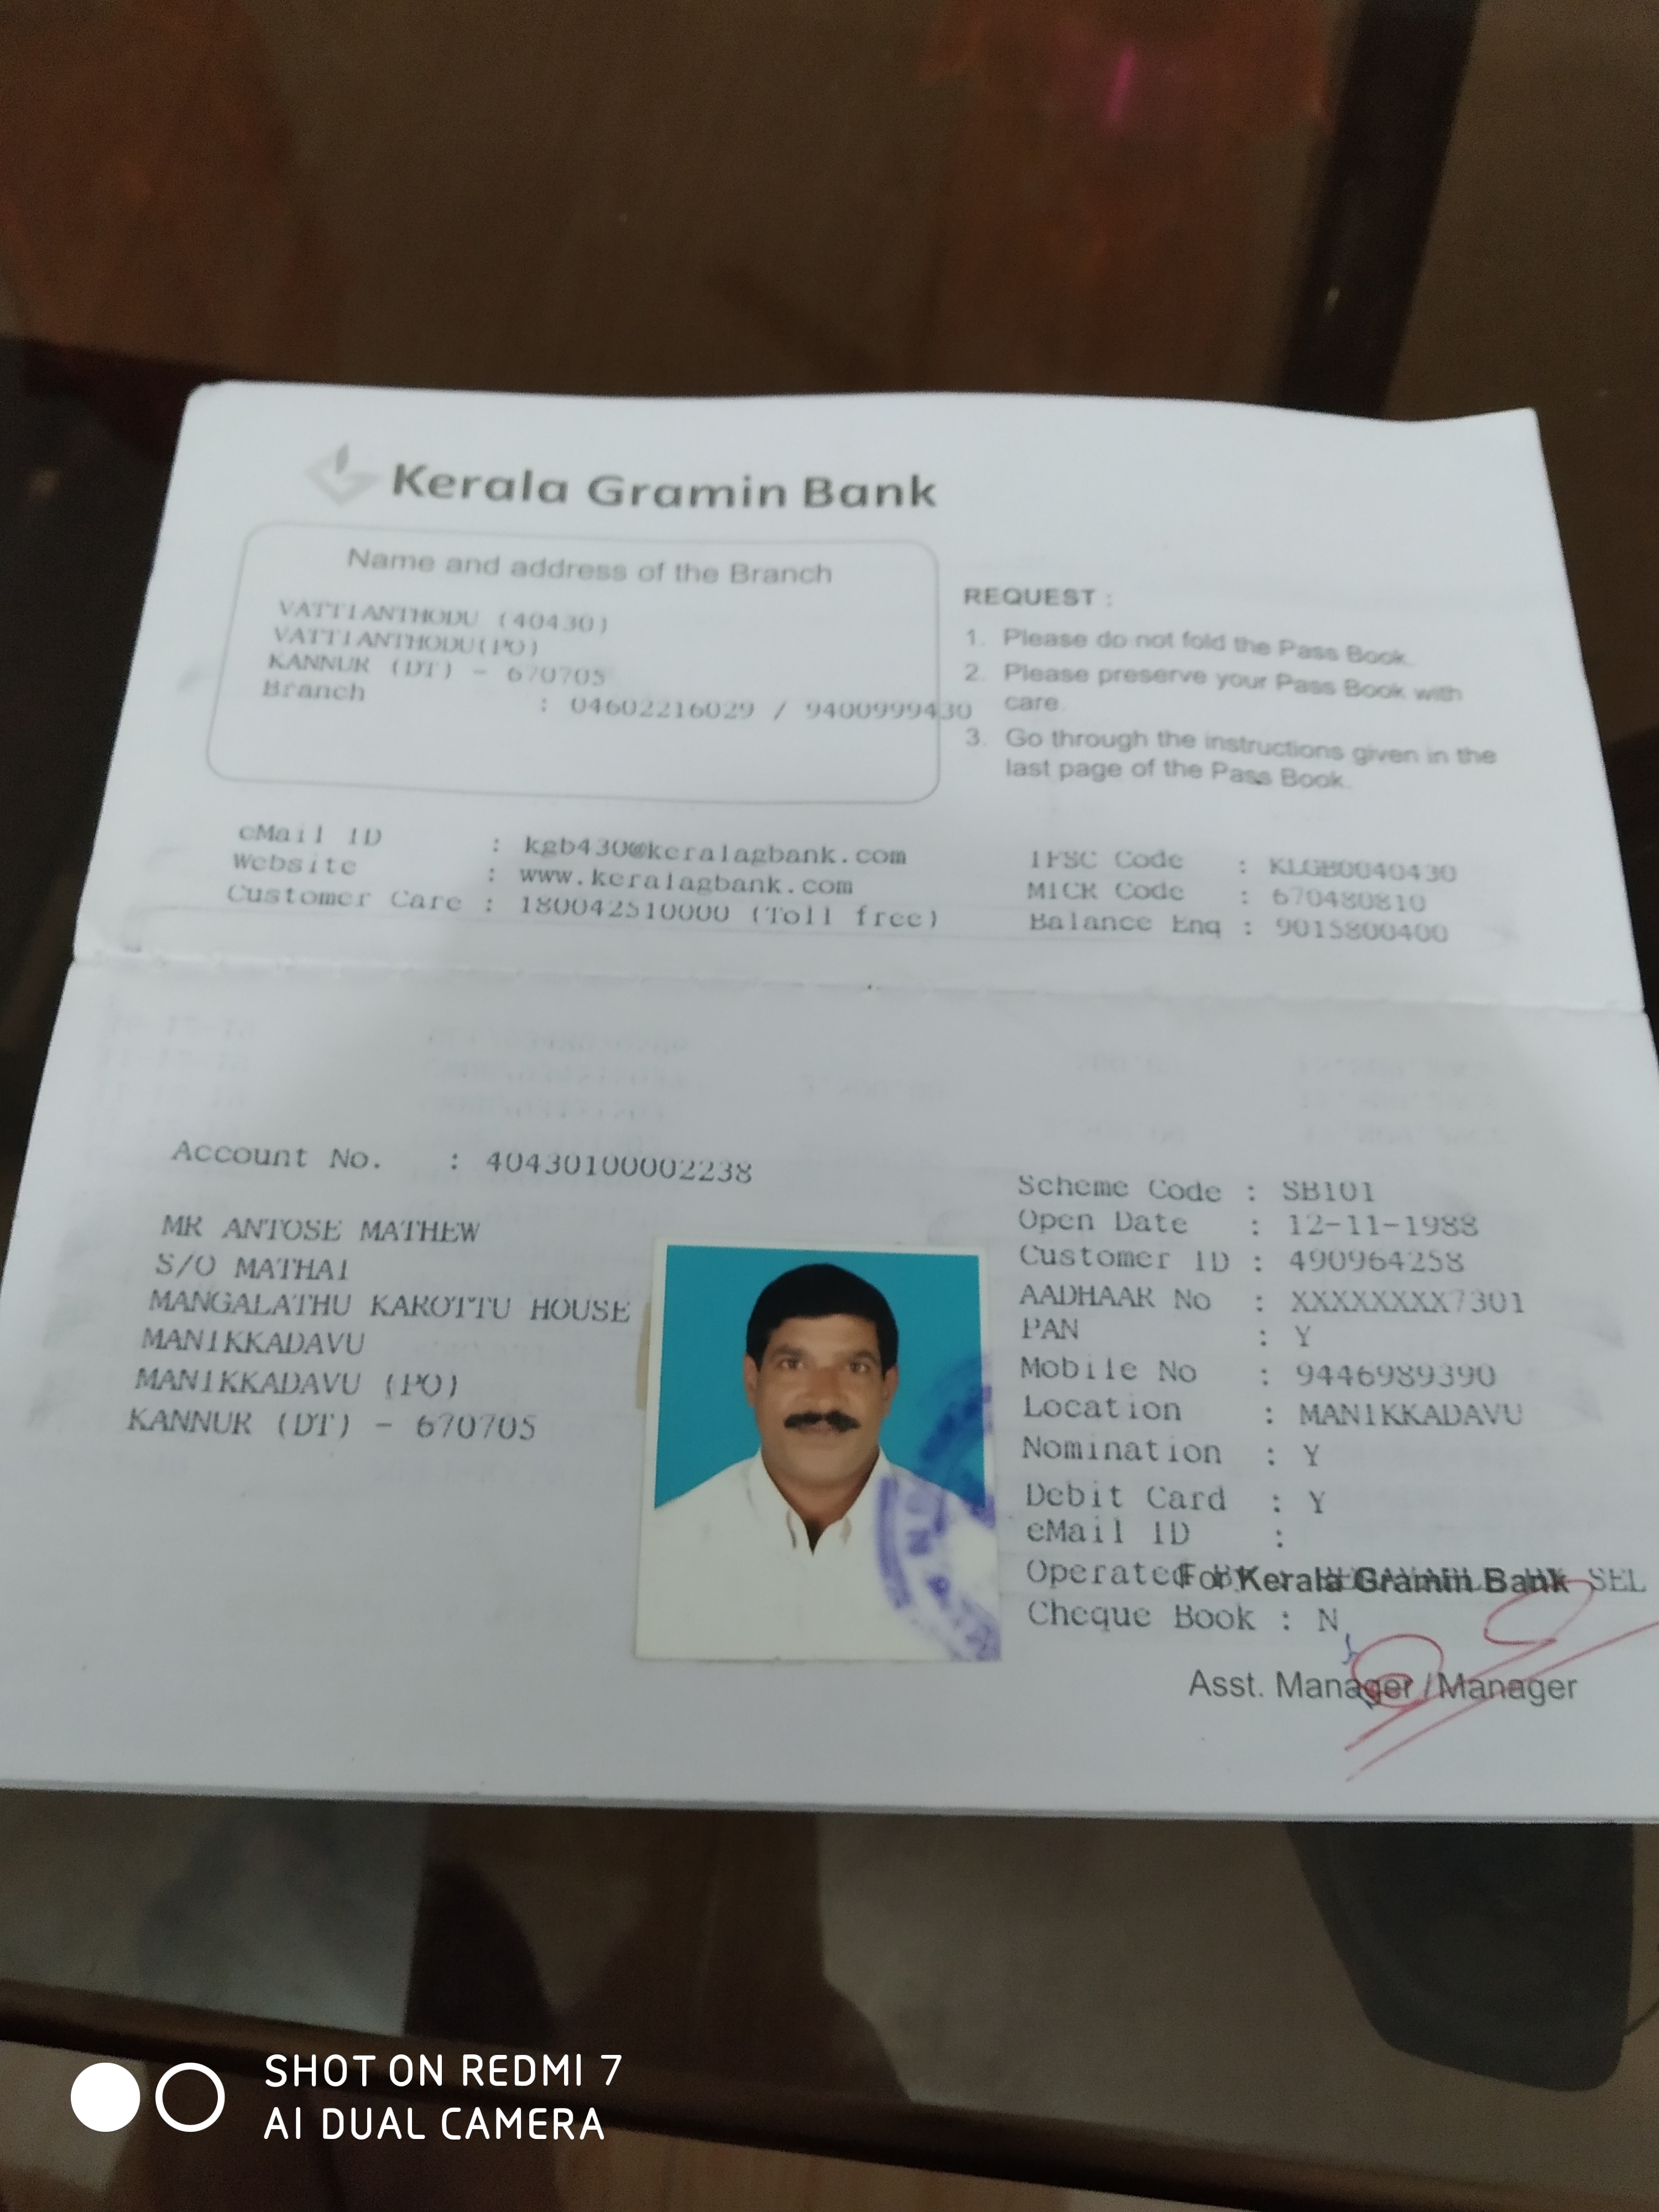 Kerala Gramin Bank
Name and address of the Branch
VATTIANTHODU (40430)
VATTIANTHODU(PO)
KANNUR (DT) - 670705
Branch : 04602216029 / 9400999430
REQUEST :
1. Please do not fold the Pass Book.
2. Please preserve your Pass Book with
care.
3. Go through the instructions given in the
last page of the Pass Book.
eMail ID : kgb430@keralagbank.com
Website : www.keralagbank.com
Customer Care : 180042510000 (Toll free)
IFSC Code : KLGB0040430
MICR Code : 670480810
Balance Enq : 9015800400
Account No. : 40430100002238
MR ANTOSE MATHEW
S/O MATHAI
MANGALATHU KAROTTU HOUSE
MANIKKADAVU
MANIKKADAVU (PO)
KANNUR (DT) - 670705
Scheme Code : SB101
Open Date : 12-11-1988
Customer ID : 490964258
AADHAAR No : XXXXXXXX7301
PAN : Y
Mobile No : 9446989390
Location : MANIKKADAVU
Nomination : Y
Debit Card : Y
eMail ID :
Operated By SEL
For Kerala Gramin Bank
Cheque Book : N
Asst. Manager / Manager
SHOT ON REDMI 7
AI DUAL CAMERA